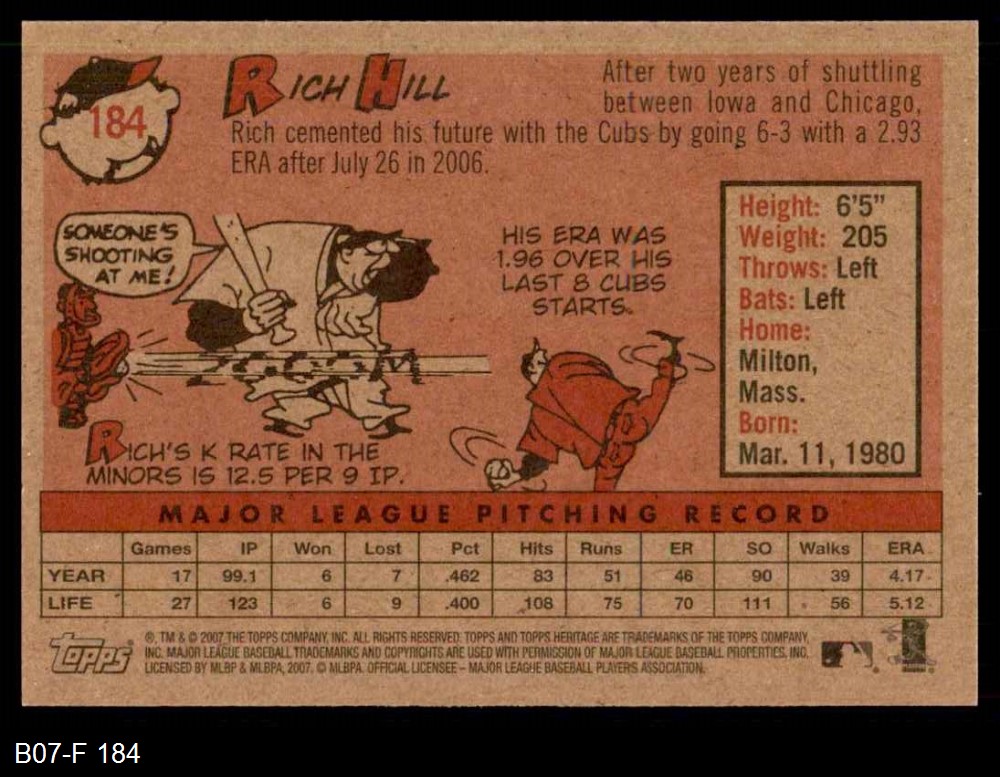 184
RICH HILL
After two years of shuttling
between Iowa and Chicago,
Rich cemented his future with the Cubs by going 6-3 with a 2.93
ERA after July 26 in 2006.
SOMEONE'S
SHOOTING
AT ME!
ZOOM
RICH'S K RATE IN THE
MINORS IS 12.5 PER 9 IP.
HIS ERA WAS
1.96 OVER HIS
LAST 8 CUBS
STARTS.
Height: 6'5"
Weight: 205
Throws: Left
Bats: Left
Home:
Milton,
Mass.
Born:
Mar. 11, 1980
MAJOR LEAGUE PITCHING RECORD
Games IP Won Lost Pct Hits Runs ER SO Walks ERA
YEAR 17 99.1 6 7 .462 83 51 46 90 39 4.17
LIFE 27 123 6 9 .400 108 75 70 111 56 5.12
TOPPS
®, TM & © 2007 THE TOPPS COMPANY, INC. ALL RIGHTS RESERVED. TOPPS AND TOPPS HERITAGE ARE TRADEMARKS OF THE TOPPS COMPANY,
INC. MAJOR LEAGUE BASEBALL TRADEMARKS AND COPYRIGHTS ARE USED WITH PERMISSION OF MAJOR LEAGUE BASEBALL PROPERTIES, INC.
LICENSED BY MLBP & MLBPA, 2007. © MLBPA. OFFICIAL LICENSEE – MAJOR LEAGUE BASEBALL PLAYERS ASSOCIATION.
B07-F 184